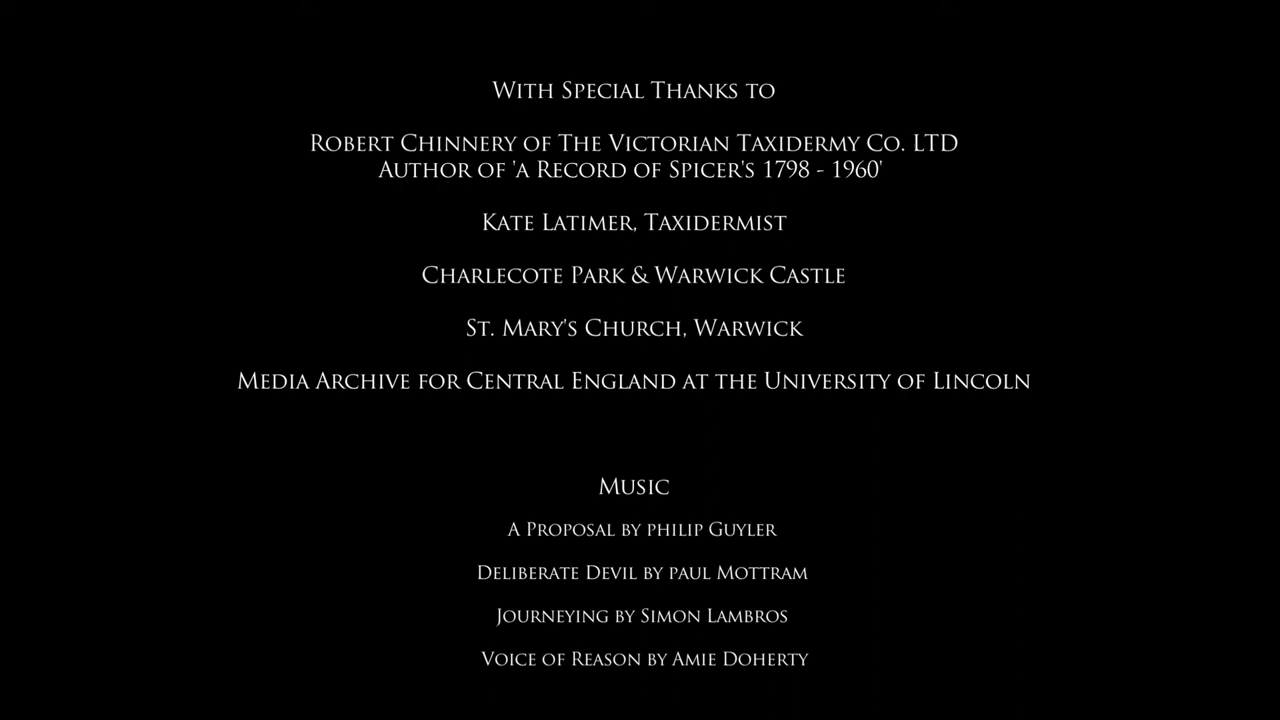 With Special Thanks to
Robert Chinnery of The Victorian Taxidermy Co. LTD
Author of 'a Record of Spicer's 1798 - 1960'
Kate Latimer, Taxidermist
Charlecote Park & Warwick Castle
St. Mary's Church, Warwick
Media Archive for Central England at the University of Lincoln
Music
A Proposal by philip Guyler
Deliberate Devil by paul Mottram
Journeying by Simon Lambros
Voice of Reason by Amie Doherty